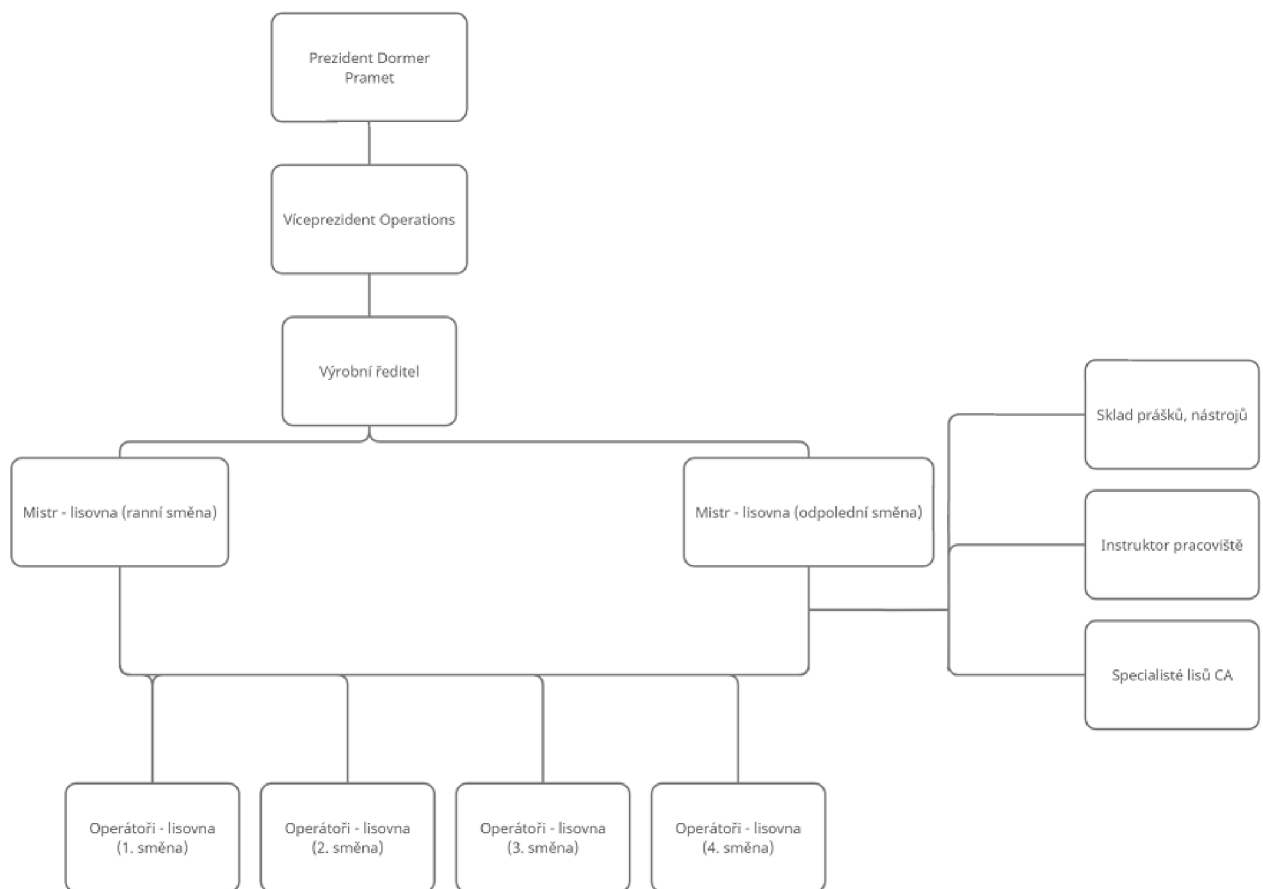 Prezident Dormer
Pramet
Víceprezident Operations
Výrobní ředitel
Mistr - lisovna (ranní směna)
Mistr - lisovna (odpolední směna)
Sklad prášků, nástrojů
Instruktor pracoviště
Specialisté lisů CA
Operátoři - lisovna
(1. směna)
Operátoři - lisovna
(2. směna)
Operátoři - lisovna
(3. směna)
Operátoři - lisovna
(4. směna)